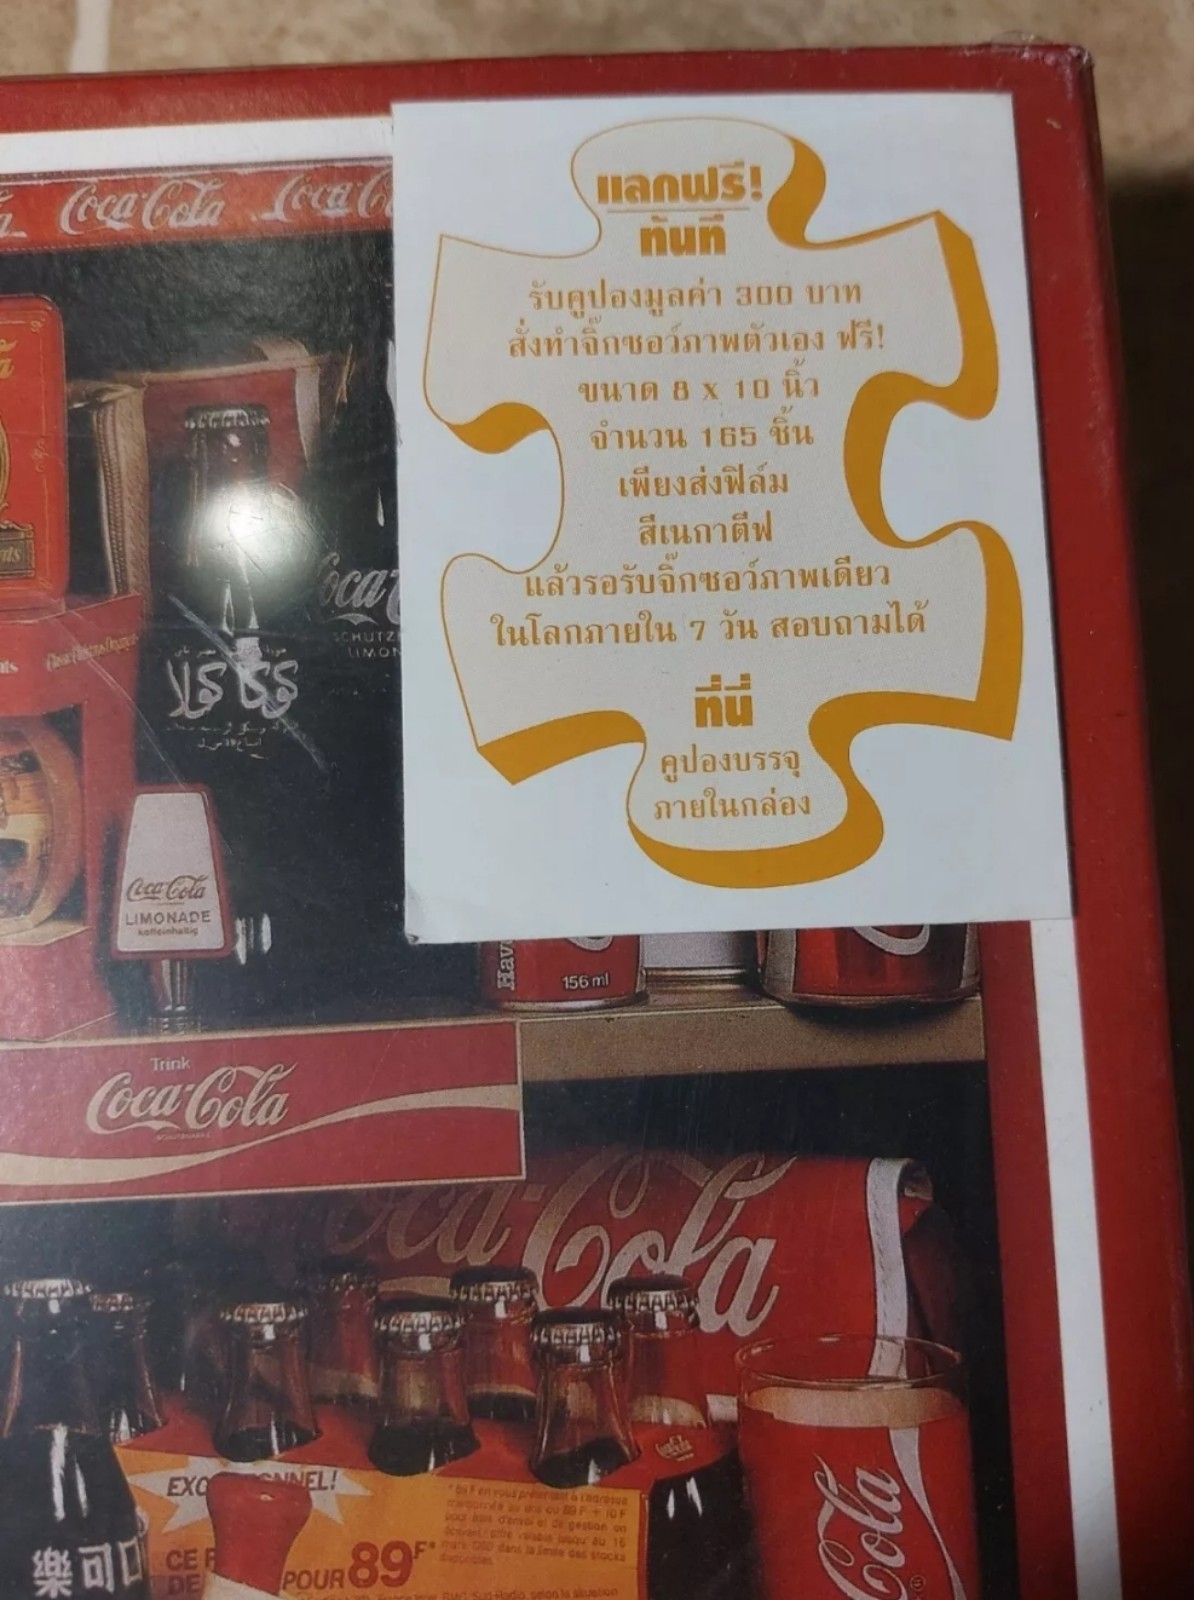 Coca-Cola
แลกฟรี!
ทันที
รับคูปองมูลค่า 300 บาท
สั่งทำจิ๊กซอว์ภาพตัวเอง ฟรี!
ขนาด 8 x 10 นิ้ว
จำนวน 165 ชิ้น
เพียงส่งฟิล์ม
สีเนกาตีฟ
แล้วรอรับจิ๊กซอว์ภาพเดียว
ในโลกภายใน 7 วัน สอบถามได้
ที่นี่
คูปองบรรจุ
ภายในกล่อง
كوكا كولا
Coca-Cola
LIMONADE
koffeinhaltig
156 ml
Trink
Coca-Cola
Coca-Cola
樂可口
POUR 89F*
Cola